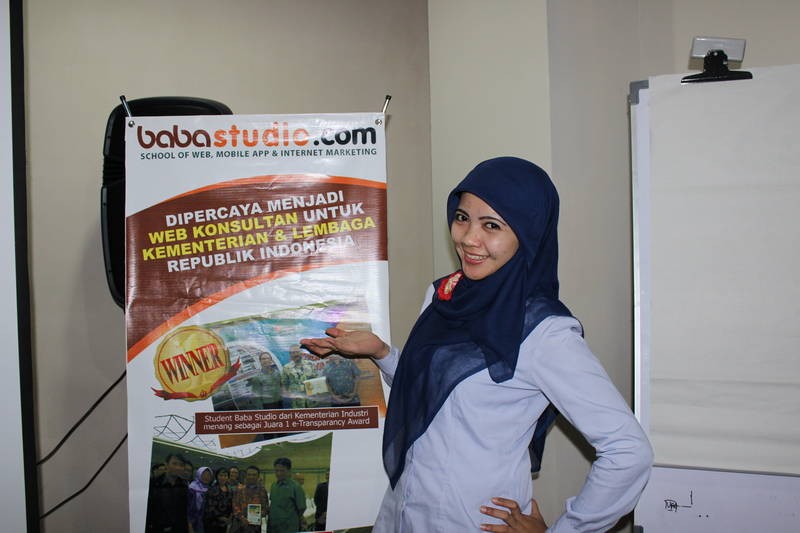 babastudio.com
SCHOOL OF WEB, MOBILE APP & INTERNET MARKETING
DIPERCAYA MENJADI
WEB KONSULTAN UNTUK
KEMENTERIAN & LEMBAGA
REPUBLIK INDONESIA
WINNER
Student Baba Studio dari Kementerian Industri
menang sebagai Juara 1 e-Transparancy Award